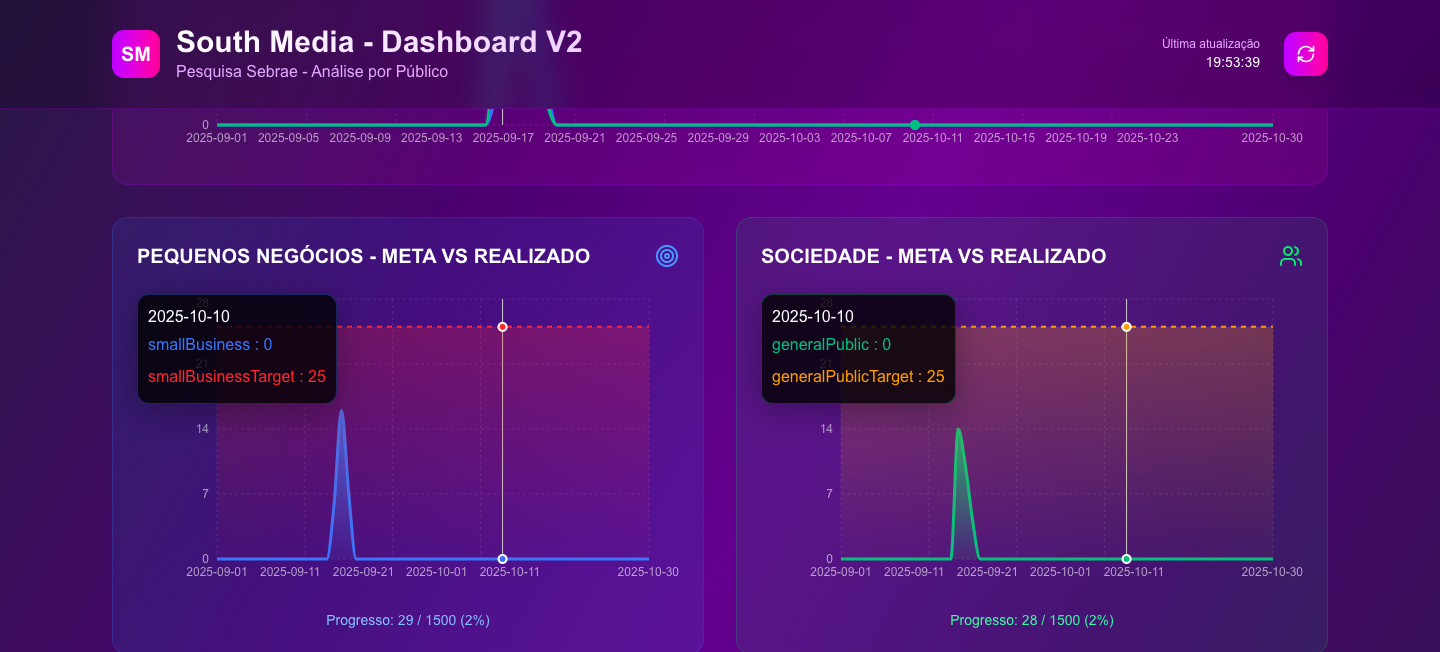 SM
South Media - Dashboard V2
Pesquisa Sebrae - Análise por Público
Última atualização
19:53:39
0
2025-09-01 2025-09-05 2025-09-09 2025-09-13 2025-09-17 2025-09-21 2025-09-25 2025-09-29 2025-10-03 2025-10-07 2025-10-11 2025-10-15 2025-10-19 2025-10-23 2025-10-30
PEQUENOS NEGÓCIOS - META VS REALIZADO
28
2025-10-10
smallBusiness : 0
21
smallBusinessTarget : 25
14
7
0
2025-09-01 2025-09-11 2025-09-21 2025-10-01 2025-10-11 2025-10-30
Progresso: 29 / 1500 (2%)
SOCIEDADE - META VS REALIZADO
28
2025-10-10
generalPublic : 0
21
generalPublicTarget : 25
14
7
0
2025-09-01 2025-09-11 2025-09-21 2025-10-01 2025-10-11 2025-10-30
Progresso: 28 / 1500 (2%)